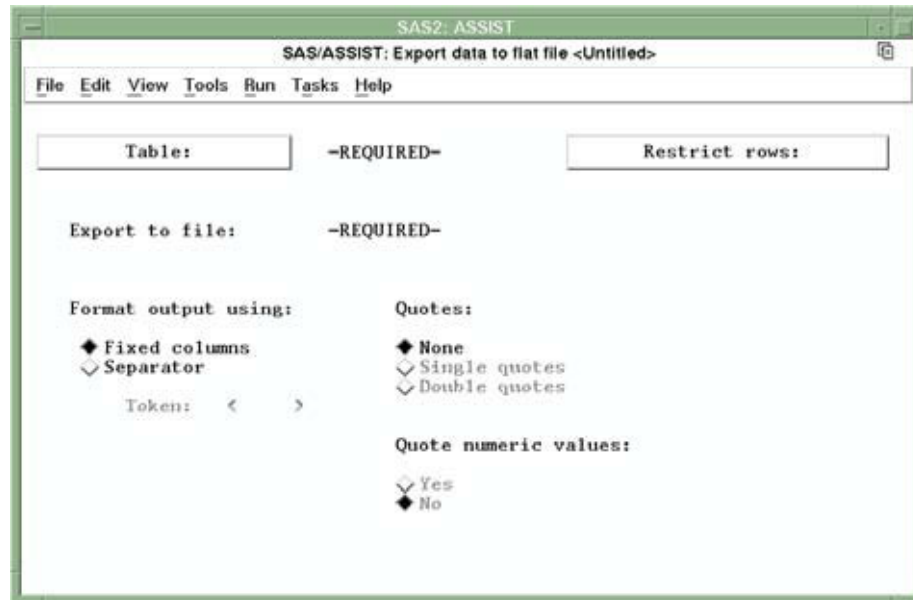 SAS2: ASSIST
SAS/ASSIST: Export data to flat file <Untitled>
File Edit View Tools Run Tasks Help
Table: -REQUIRED- Restrict rows:
Export to file: -REQUIRED-
Format output using: Quotes:
Fixed columns None
Separator Single quotes
Double quotes
Token: < >
Quote numeric values:
Yes
No